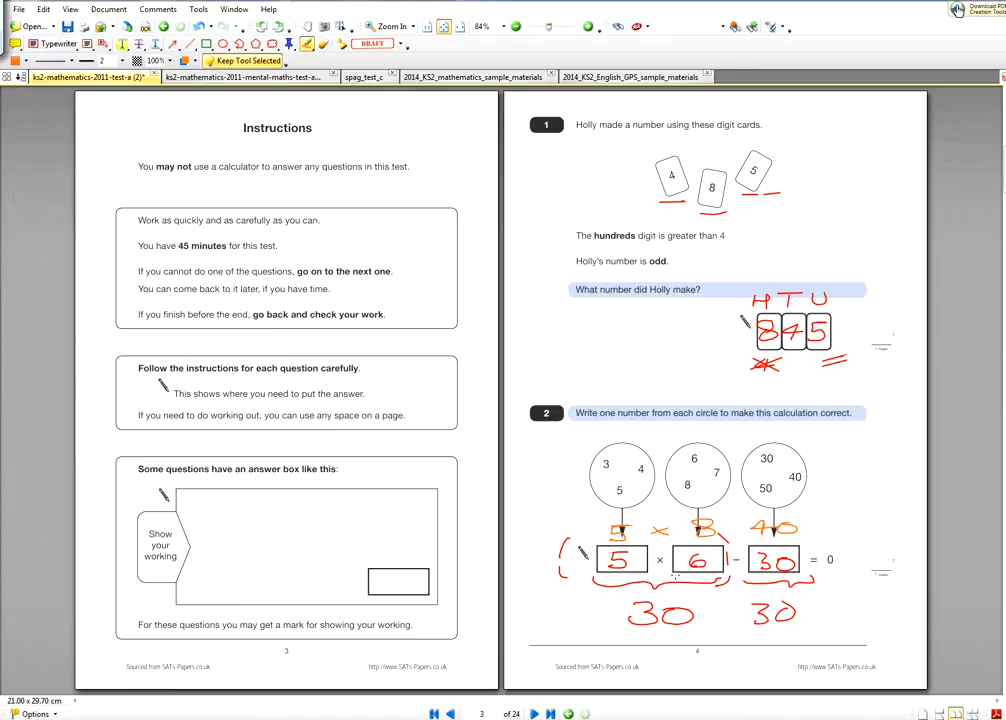 File Edit View Document Comments Tools Window Help
Download PDF
Creation Tools
Open... Zoom In 84%
Typewriter DRAFT
2 100% Keep Tool Selected
ks2-mathematics-2011-test-a (2)* ks2-mathematics-2011-mental-maths-test-a... spag_test_c 2014_KS2_mathematics_sample_materials 2014_KS2_English_GPS_sample_materials
Instructions
You may not use a calculator to answer any questions in this test.
Work as quickly and as carefully as you can.
You have 45 minutes for this test.
If you cannot do one of the questions, go on to the next one.
You can come back to it later, if you have time.
If you finish before the end, go back and check your work.
Follow the instructions for each question carefully.
This shows where you need to put the answer.
If you need to do working out, you can use any space on a page.
Some questions have an answer box like this:
Show
your
working
For these questions you may get a mark for showing your working.
3
Sourced from SATs-Papers.co.uk http://www.SATs-Papers.co.uk
1 Holly made a number using these digit cards.
4 8 5
The hundreds digit is greater than 4
Holly's number is odd.
What number did Holly make?
H T U
8 4 5
2 Write one number from each circle to make this calculation correct.
3 4 5
6 7 8
30 40 50
5 × 8 40
( 5 × 6 ) − 30 = 0
30 30
4
Sourced from SATs-Papers.co.uk http://www.SATs-Papers.co.uk
21.00 x 29.70 cm
Options 3 of 24